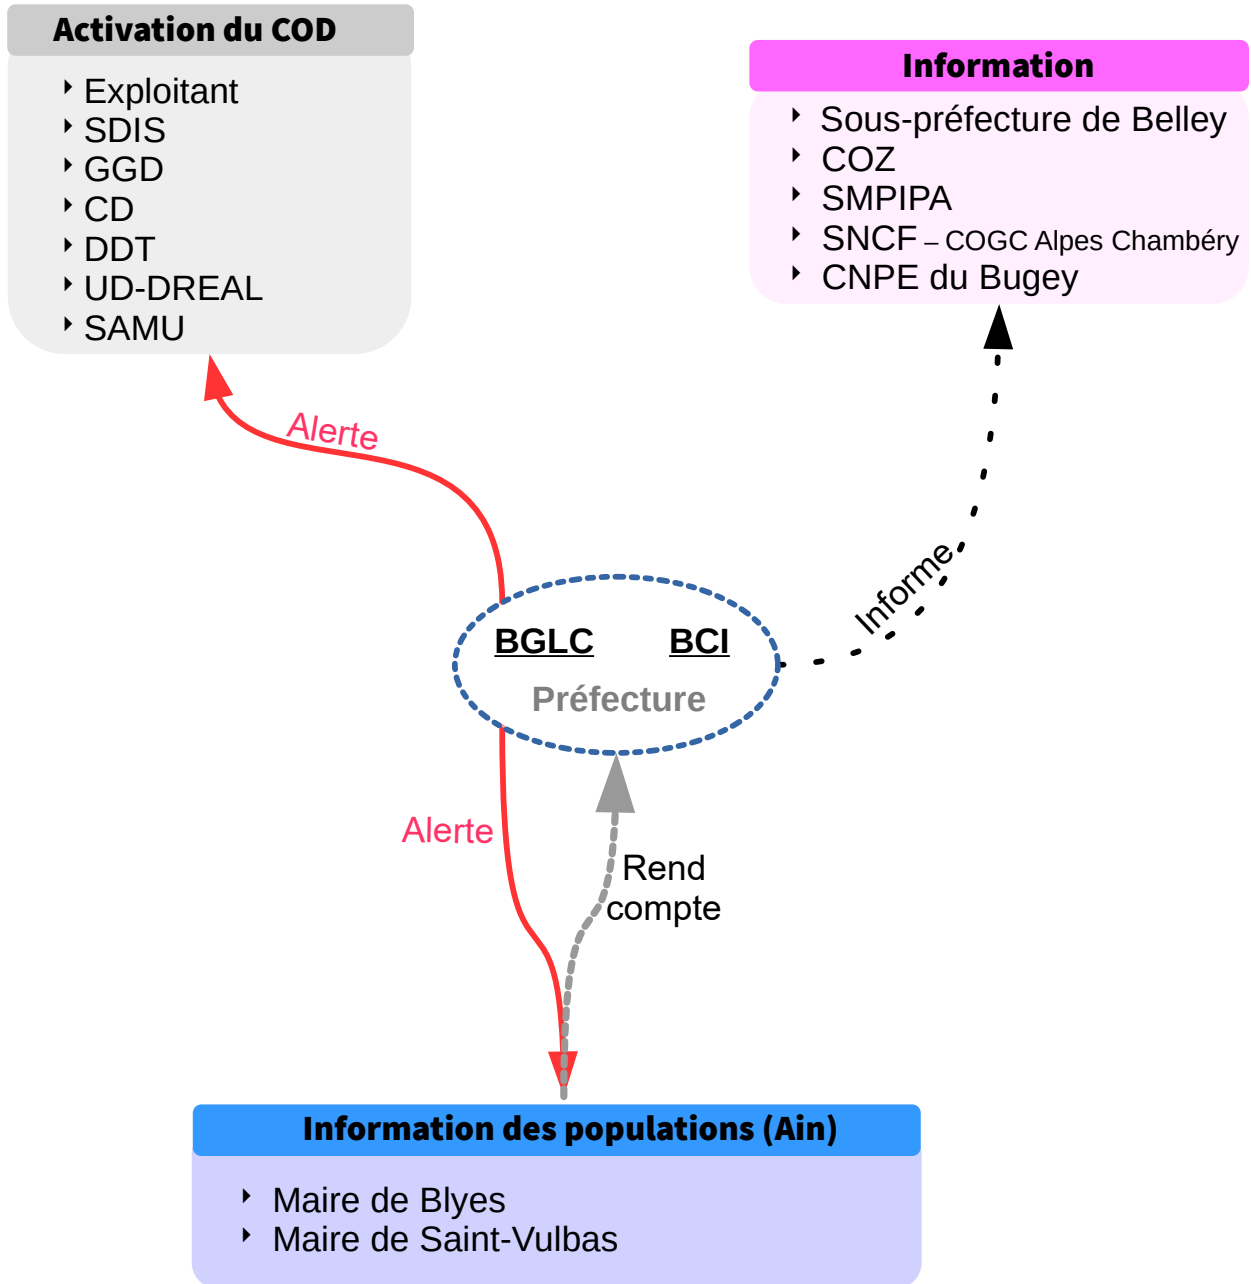 Activation du COD
Exploitant
SDIS
GGD
CD
DDT
UD-DREAL
SAMU
Information
Sous-préfecture de Belley
COZ
SMPIPA
SNCF – COGC Alpes Chambéry
CNPE du Bugey
Alerte
Informe
BGLC BCI
Préfecture
Alerte
Rend
compte
Information des populations (Ain)
Maire de Blyes
Maire de Saint-Vulbas